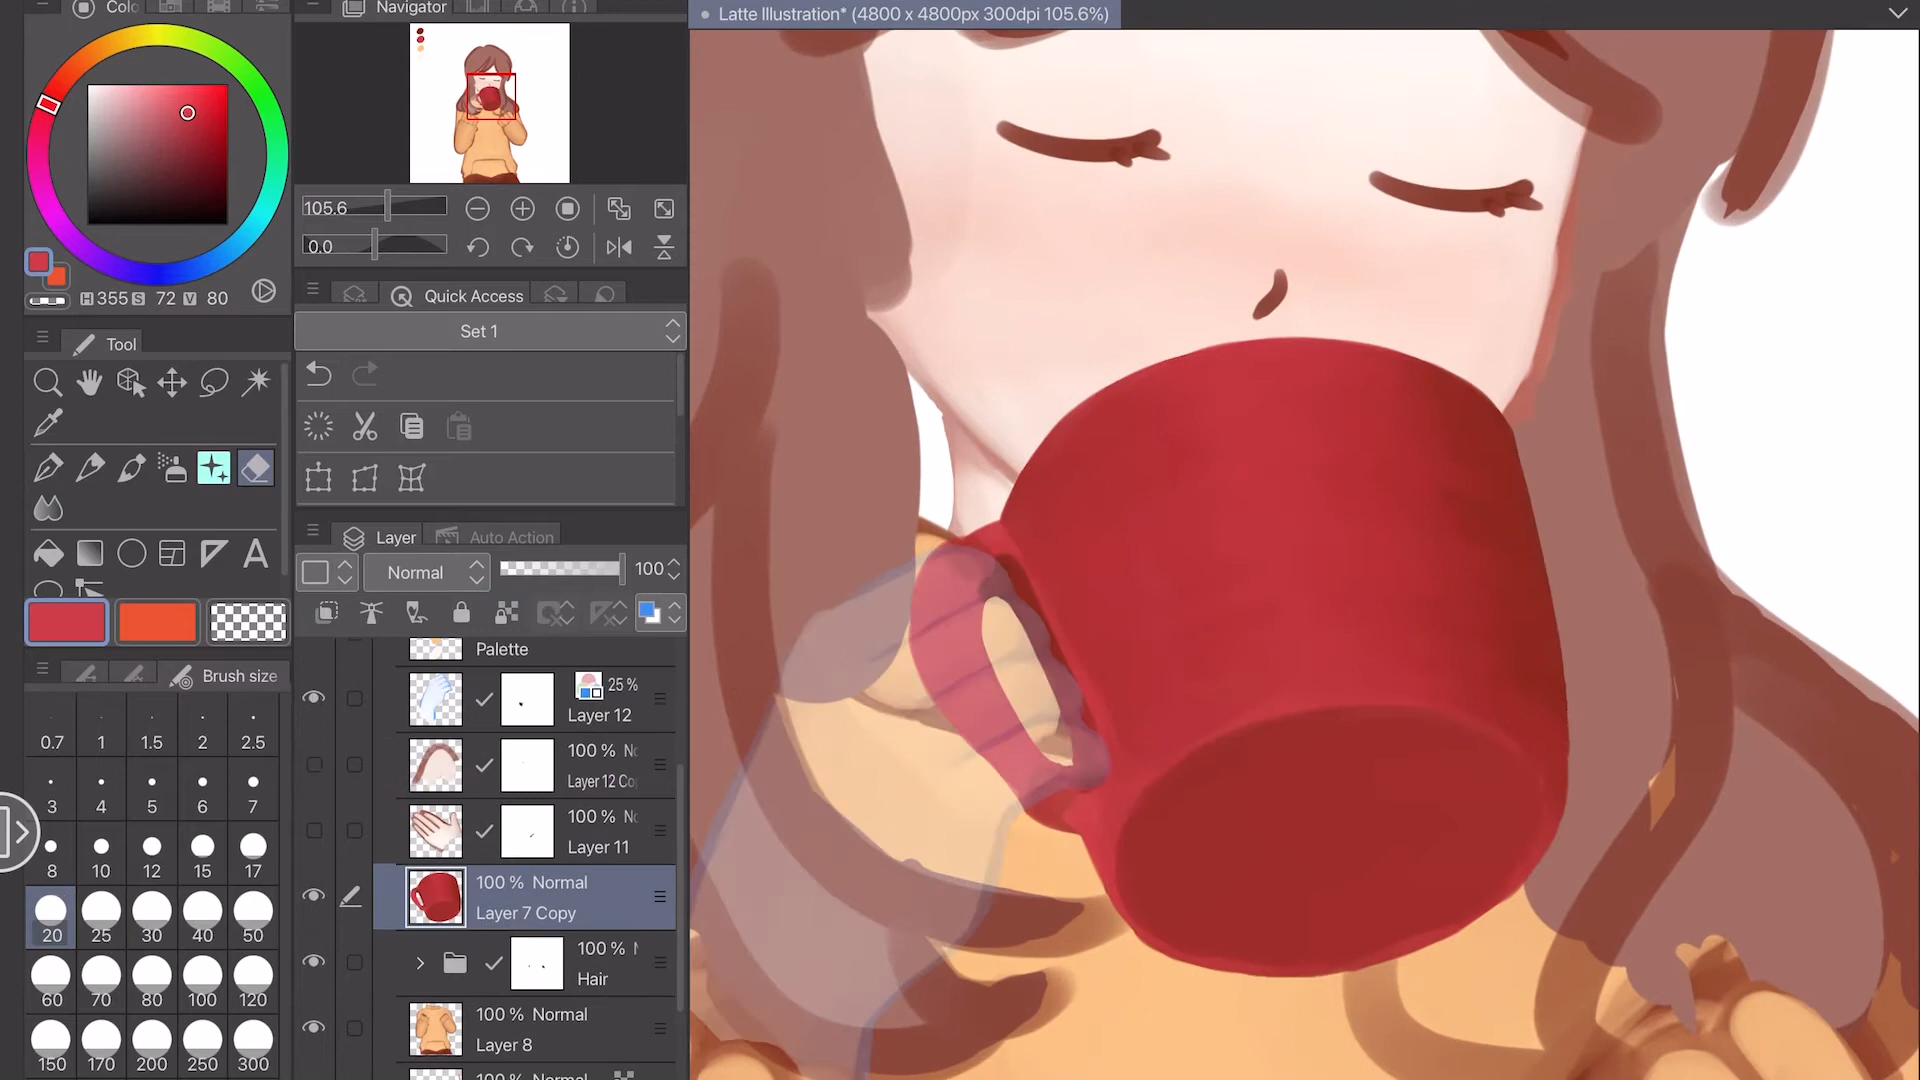 Colo
Navigator
Latte Illustration* (4800 x 4800px 300dpi 105.6%)
105.6
0.0
H 355 S 72 V 80
Quick Access
Set 1
Tool
Layer
Auto Action
Normal
100
Brush size
0.7 1 1.5 2 2.5
3 4 5 6 7
8 10 12 15 17
20 25 30 40 50
60 70 80 100 120
150 170 200 250 300
Palette
25 %
Layer 12
100 % No
Layer 12 Co
100 % No
Layer 11
100 % Normal
Layer 7 Copy
100 % N
Hair
100 % Normal
Layer 8
100 % Normal